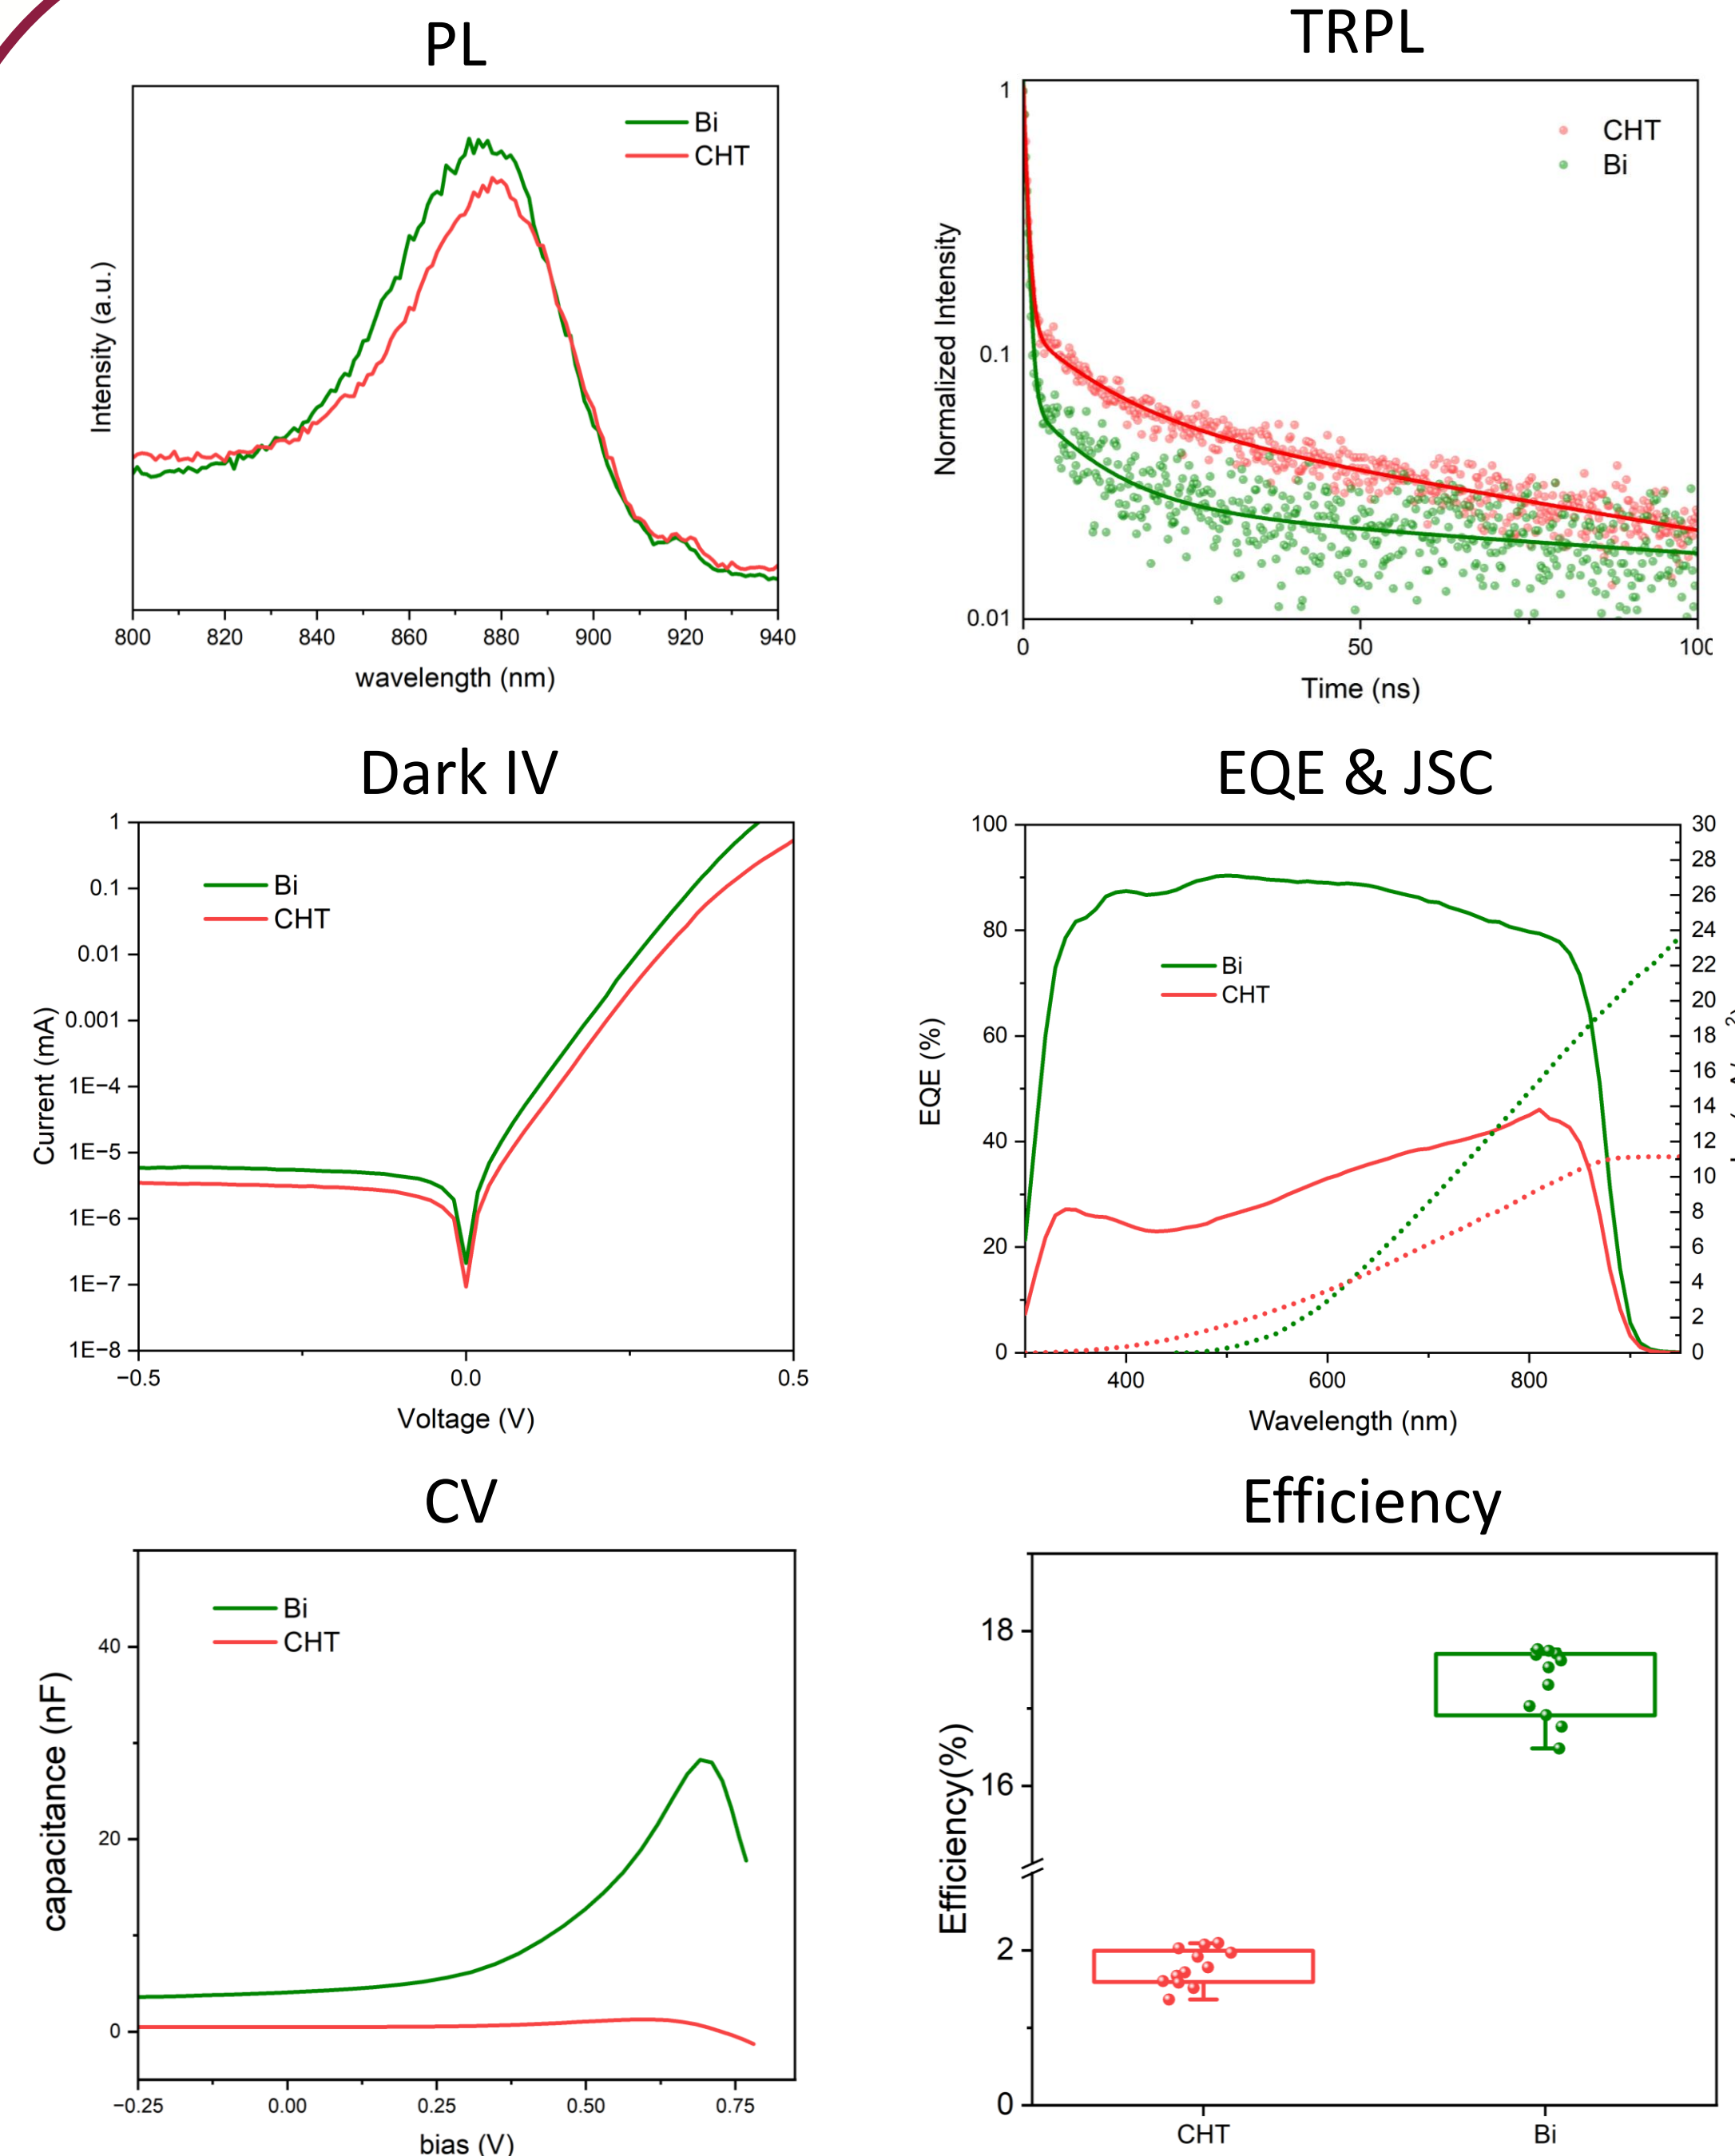 PL
Bi
CHT
Intensity (a.u.)
800 820 840 860 880 900 920 940
wavelength (nm)
TRPL
1
CHT
Bi
Normalized Intensity
0.1
0.01
0 50
Time (ns)
Dark IV
1
Bi
0.1
CHT
0.01
Current (mA)
0.001
1E−4
1E−5
1E−6
1E−7
1E−8
−0.5 0.0 0.5
Voltage (V)
EQE & JSC
100 30
28
26
80 24
Bi 22
CHT 20
EQE (%)
60 18
16
14
40 12
10
8
20 6
4
2
0 0
400 600 800
Wavelength (nm)
CV
Bi
CHT
capacitance (nF)
40
20
0
−0.25 0.00 0.25 0.50 0.75
bias (V)
Efficiency
Efficiency(%)
18
16
2
0
CHT Bi